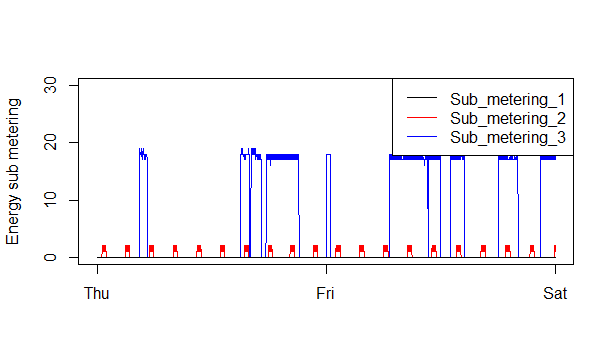 30
20
10
0
Energy sub metering
Sub_metering_1
Sub_metering_2
Sub_metering_3
Thu Fri Sat